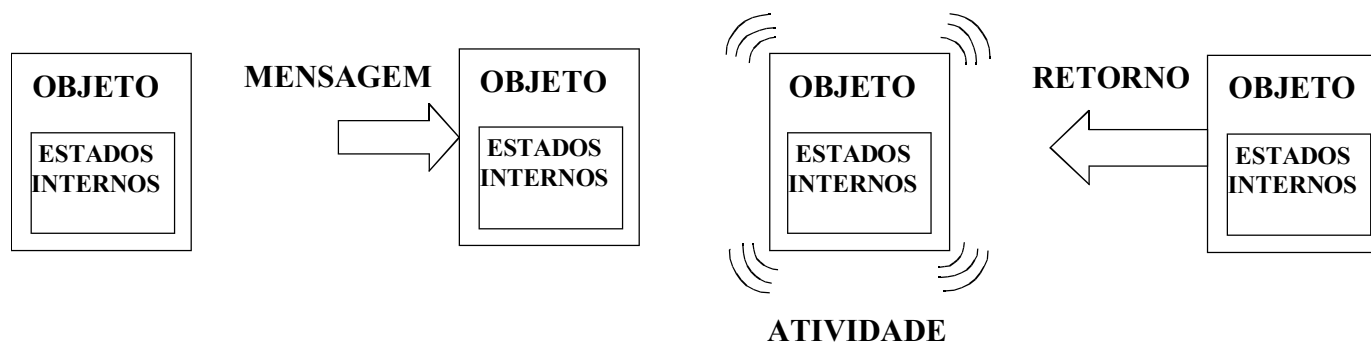 OBJETO
ESTADOS
INTERNOS
MENSAGEM
OBJETO
ESTADOS
INTERNOS
OBJETO
ESTADOS
INTERNOS
ATIVIDADE
RETORNO
OBJETO
ESTADOS
INTERNOS